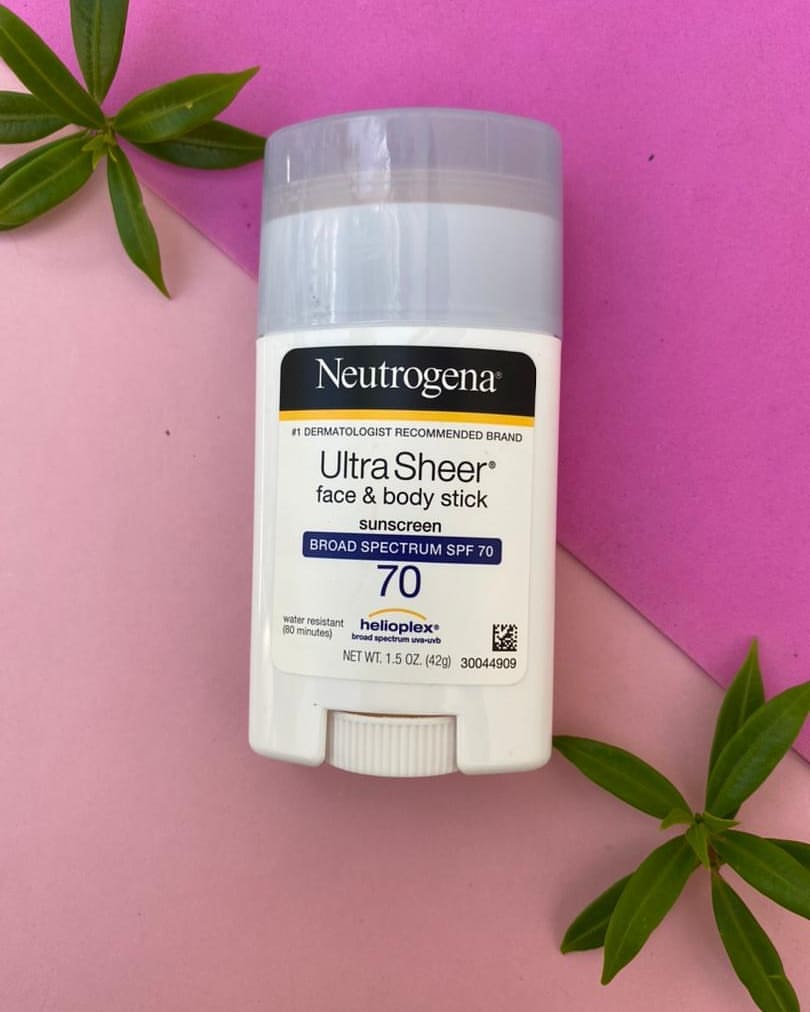 Neutrogena®
#1 DERMATOLOGIST RECOMMENDED BRAND
Ultra Sheer®
face & body stick
sunscreen
BROAD SPECTRUM SPF 70
70
water resistant
(80 minutes)
helioplex®
broad spectrum uva•uvb
NET WT. 1.5 OZ. (42g)
30044909